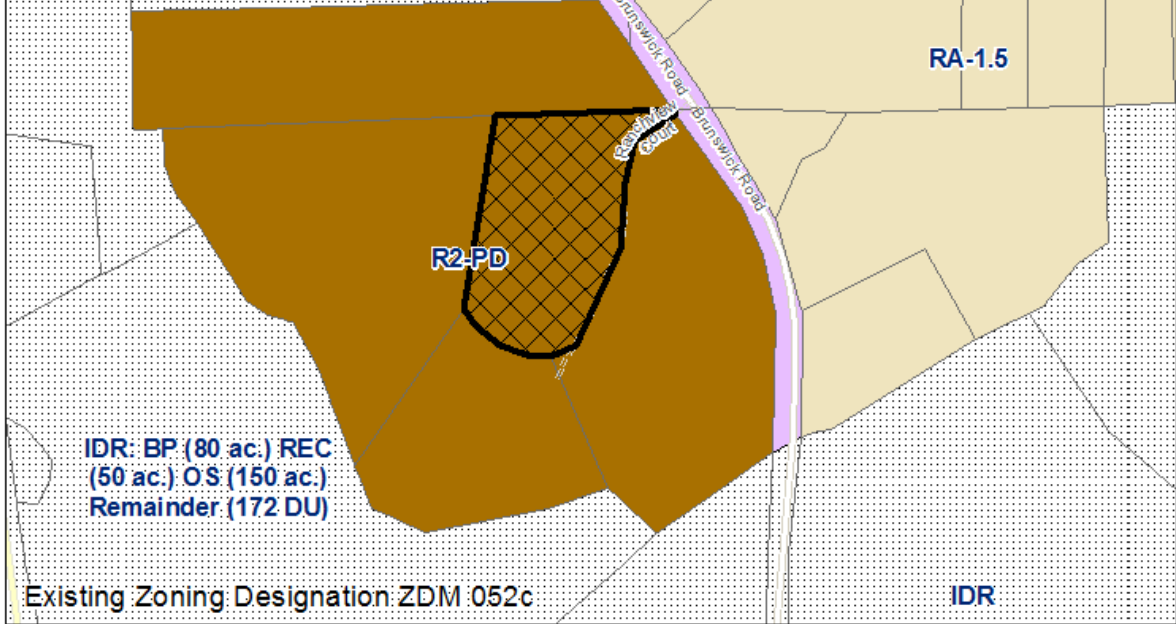 Brunswick Road
RA-1.5
Ranchview
Court
Brunswick Road
R2-PD
IDR: BP (80 ac.) REC
(50 ac.) OS (150 ac.)
Remainder (172 DU)
Existing Zoning Designation ZDM 052c
IDR